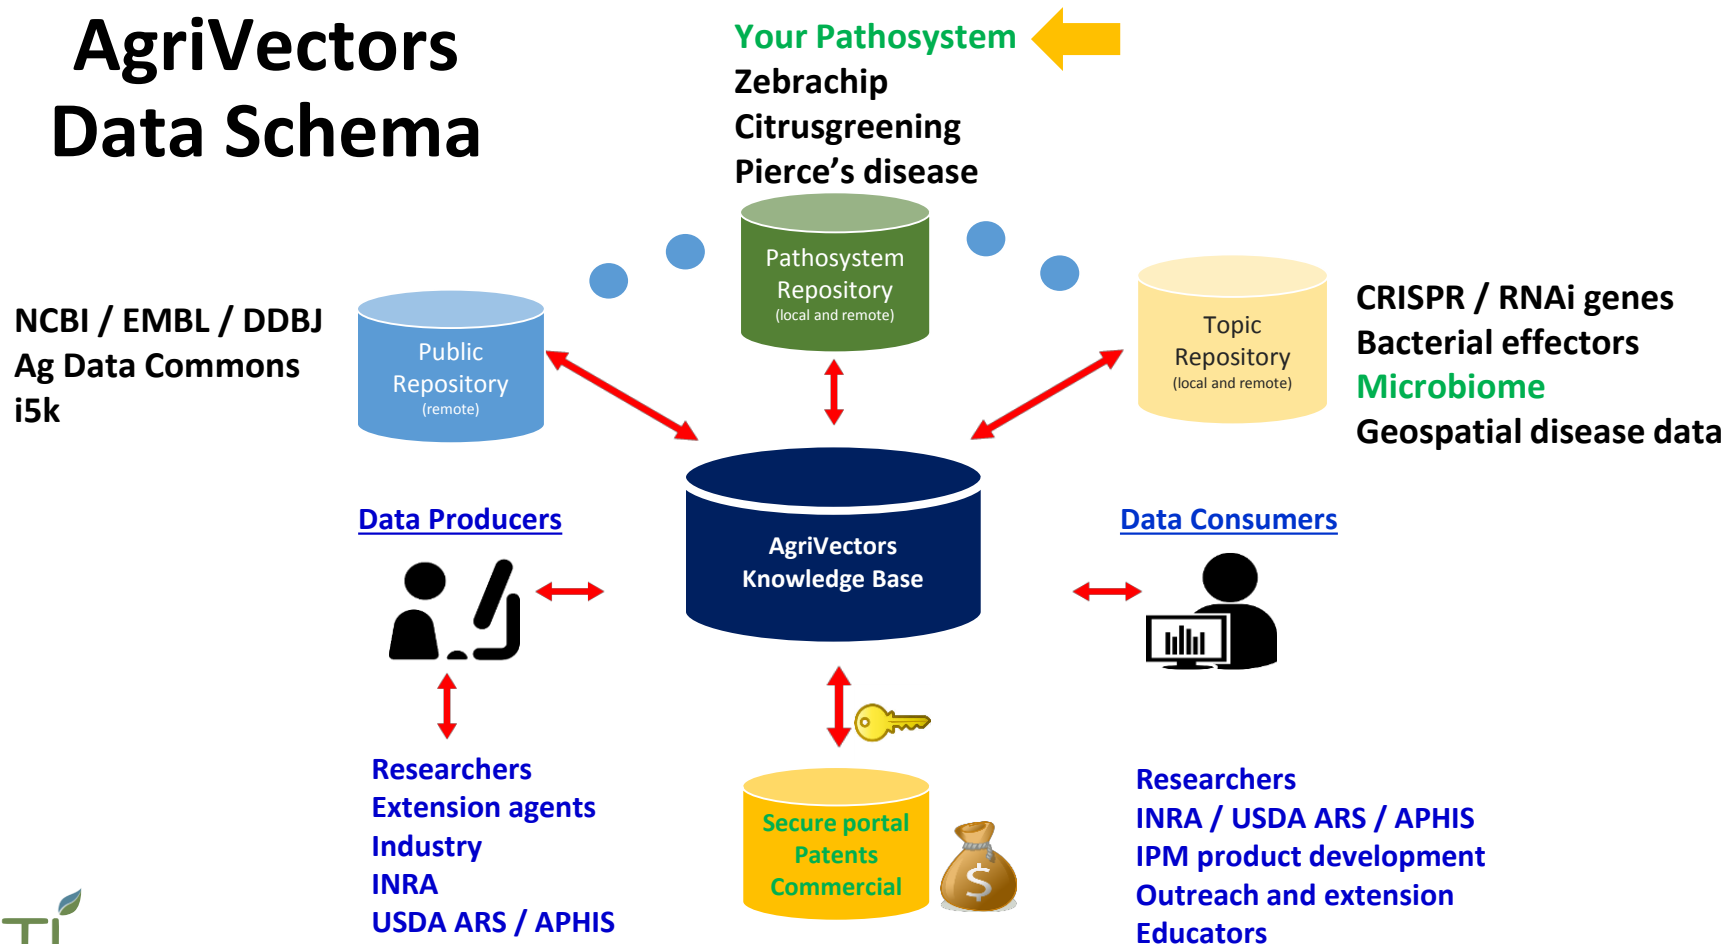 AgriVectors
Data Schema
Your Pathosystem
Zebrachip
Citrusgreening
Pierce’s disease
Pathosystem
Repository
(local and remote)
NCBI / EMBL / DDBJ
Ag Data Commons
i5k
Public
Repository
(remote)
Topic
Repository
(local and remote)
CRISPR / RNAi genes
Bacterial effectors
Microbiome
Geospatial disease data
Data Producers
AgriVectors
Knowledge Base
Data Consumers
Researchers
Extension agents
Industry
INRA
USDA ARS / APHIS
Secure portal
Patents
Commercial
$
Researchers
INRA / USDA ARS / APHIS
IPM product development
Outreach and extension
Educators